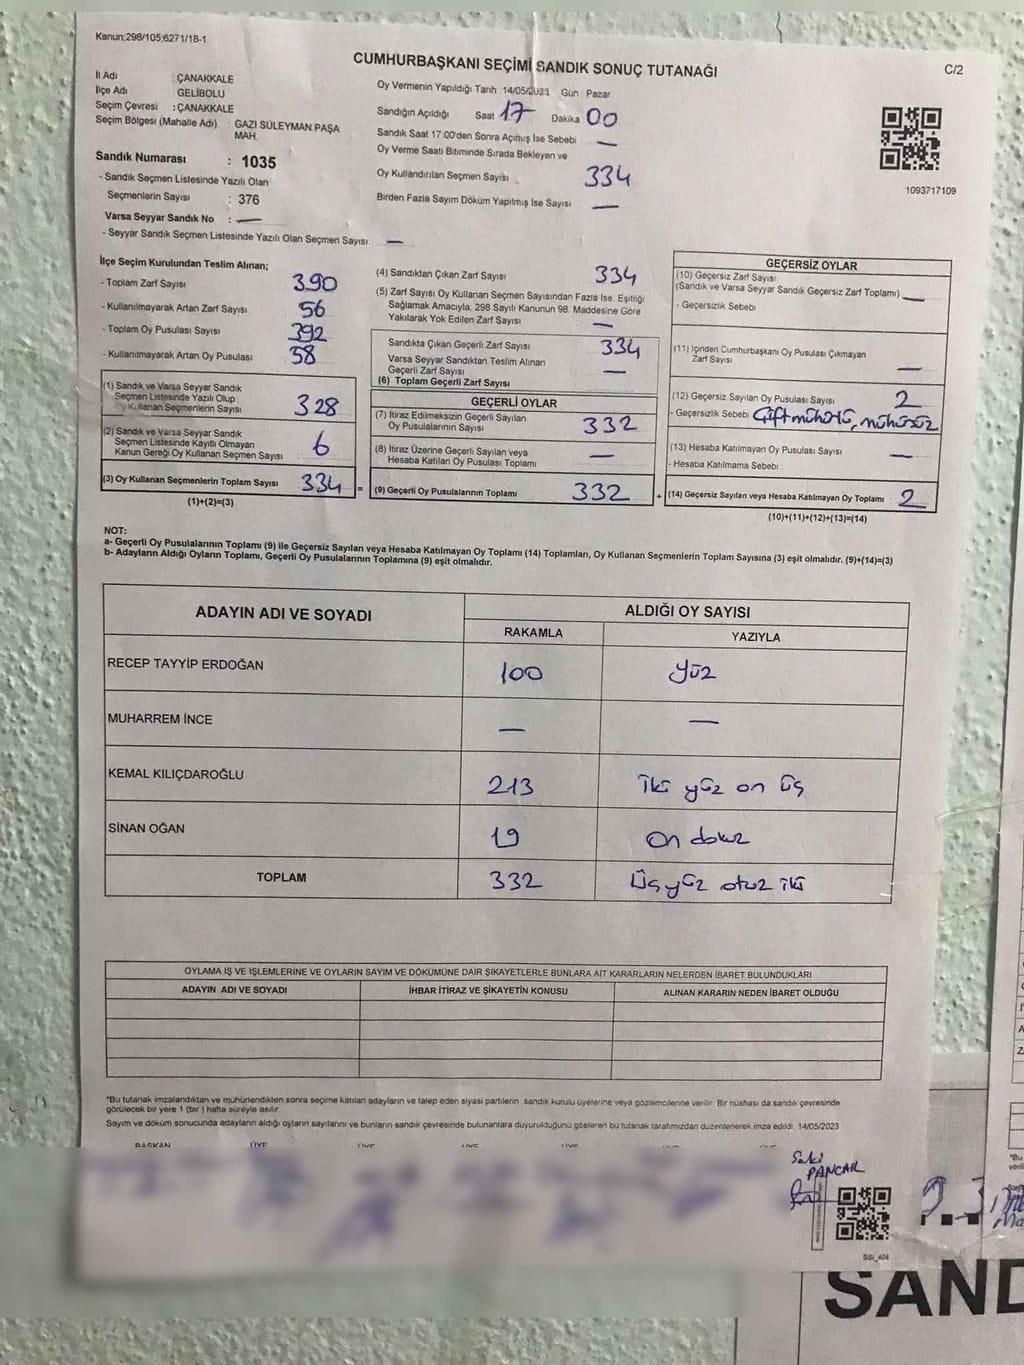 Kanun:298/105;6271/18-1
CUMHURBAŞKANI SEÇİMİ SANDIK SONUÇ TUTANAĞI
C/2
İl Adı : ÇANAKKALE
İlçe Adı : GELİBOLU
Seçim Çevresi : ÇANAKKALE
Seçim Bölgesi (Mahalle Adı) : GAZİ SÜLEYMAN PAŞA
MAH.
Sandık Numarası : 1035
- Sandık Seçmen Listesinde Yazılı Olan
Seçmenlerin Sayısı : 376
Varsa Seyyar Sandık No : —
- Seyyar Sandık Seçmen Listesinde Yazılı Olan Seçmen Sayısı: —
Oy Vermenin Yapıldığı Tarih 14/05/2023 Gün Pazar
Sandığın Açıldığı Saat 17 Dakika 00
Sandık Saat 17:00'den Sonra Açılmış İse Sebebi —
Oy Verme Saati Bitiminde Sırada Bekleyen ve
Oy Kullandırılan Seçmen Sayısı 334
Birden Fazla Sayım Döküm Yapılmış İse Sayısı —
1093717109
İlçe Seçim Kurulundan Teslim Alınan;
- Toplam Zarf Sayısı 390
- Kullanılmayarak Artan Zarf Sayısı 56
- Toplam Oy Pusulası Sayısı 392
- Kullanılmayarak Artan Oy Pusulası 58
(1) Sandık ve Varsa Seyyar Sandık
Seçmen Listesinde Yazılı Olup
Oy Kullanan Seçmenlerin Sayısı 328
(2) Sandık ve Varsa Seyyar Sandık
Seçmen Listesinde Kayıtlı Olmayan
Kanun Gereği Oy Kullanan Seçmen Sayısı 6
(3) Oy Kullanan Seçmenlerin Toplam Sayısı 334 =
(1)+(2)=(3)
(4) Sandıktan Çıkan Zarf Sayısı 334
(5) Zarf Sayısı Oy Kullanan Seçmen Sayısından Fazla İse, Eşitliği
Sağlamak Amacıyla, 298 Sayılı Kanunun 98. Maddesine Göre
Yakılarak Yok Edilen Zarf Sayısı —
Sandıkta Çıkan Geçerli Zarf Sayısı 334
Varsa Seyyar Sandıktan Teslim Alınan
Geçerli Zarf Sayısı —
(6) Toplam Geçerli Zarf Sayısı
GEÇERLİ OYLAR
(7) İtiraz Edilmeksizin Geçerli Sayılan
Oy Pusulalarının Sayısı 332
(8) İtiraz Üzerine Geçerli Sayılan veya
Hesaba Katılan Oy Pusulası Toplamı —
(9) Geçerli Oy Pusulalarının Toplamı 332 +
GEÇERSİZ OYLAR
(10) Geçersiz Zarf Sayısı
(Sandık ve Varsa Seyyar Sandık Geçersiz Zarf Toplamı) —
- Geçersizlik Sebebi
(11) İçinden Cumhurbaşkanı Oy Pusulası Çıkmayan
Zarf Sayısı —
(12) Geçersiz Sayılan Oy Pusulası Sayısı 2
- Geçersizlik Sebebi Çift mühürlü, mühürsüz
(13) Hesaba Katılmayan Oy Pusulası Sayısı —
- Hesaba Katılmama Sebebi
(14) Geçersiz Sayılan veya Hesaba Katılmayan Oy Toplamı 2
(10)+(11)+(12)+(13)=(14)
NOT:
a- Geçerli Oy Pusulalarının Toplamı (9) ile Geçersiz Sayılan veya Hesaba Katılmayan Oy Toplamı (14) Toplamları, Oy Kullanan Seçmenlerin Toplam Sayısına (3) eşit olmalıdır. (9)+(14)=(3)
b- Adayların Aldığı Oyların Toplamı, Geçerli Oy Pusulalarının Toplamına (9) eşit olmalıdır.
ADAYIN ADI VE SOYADI ALDIĞI OY SAYISI
RAKAMLA YAZIYLA
RECEP TAYYİP ERDOĞAN 100 yüz
MUHARREM İNCE — —
KEMAL KILIÇDAROĞLU 213 iki yüz on üç
SİNAN OĞAN 19 on dokuz
TOPLAM 332 Üç yüz otuz iki
OYLAMA İŞ VE İŞLEMLERİNE VE OYLARIN SAYIM VE DÖKÜMÜNE DAİR ŞİKAYETLERLE BUNLARA AİT KARARLARIN NELERDEN İBARET BULUNDUKLARI
ADAYIN ADI VE SOYADI İHBAR İTİRAZ VE ŞİKAYETİN KONUSU ALINAN KARARIN NEDEN İBARET OLDUĞU
"Bu tutanak imzalandıktan ve mühürlendikten sonra seçime katılan adayların ve talep eden siyasi partilerin sandık kurulu üyelerine veya gözlemcilerine verilir. Bir nüshası da sandık çevresinde
görülecek bir yere 1 (bir) hafta süreyle asılır.
Sayım ve döküm sonucunda adayların aldığı oyların sayılarını ve bunların sandık çevresinde bulunanlara duyurulduğunu gösteren bu tutanak tarafımızdan düzenlenerek imza edildi. 14/05/2023
BAŞKAN ÜYE ÜYE ÜYE ÜYE ÜYE ÜYE
PANCAR
SAND